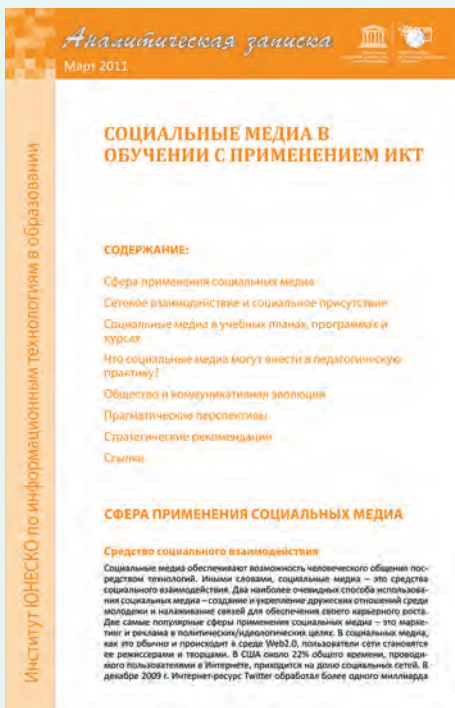 Аналитическая записка
Март 2011
СОЦИАЛЬНЫЕ МЕДИА В
ОБУЧЕНИИ С ПРИМЕНЕНИЕМ ИКТ
Институт ЮНЕСКО по информационным технологиям в образовании
СОДЕРЖАНИЕ:
Сфера применения социальных медиа
Сетевое взаимодействие и социальное присутствие
Социальные медиа в учебных планах, программах и
курсах
Что социальные медиа могут внести в педагогическую
практику?
Общество и коммуникативная эволюция
Прагматические перспективы
Стратегические рекомендации
Ссылки
СФЕРА ПРИМЕНЕНИЯ СОЦИАЛЬНЫХ МЕДИА
Средство социального взаимодействия
Социальные медиа обеспечивают возможность человеческого общения пос-
редством технологий. Иными словами, социальные медиа – это средства
социального взаимодействия. Два наиболее очевидных способа использова-
ния социальных медиа – создание и укрепление дружеских отношений среди
молодежи и налаживание связей для обеспечения своего карьерного роста.
Две самые популярные сферы применения социальных медиа – это марке-
тинг и реклама в политических/идеологических целях. В социальных медиа,
как это обычно и происходит в среде Web2.0, пользователи сети становятся
ее режиссерами и творцами. В США около 22% общего времени, проводи-
мого пользователями в Интернете, приходится на долю социальных сетей. В
декабре 2009 г. Интернет-ресурс Twitter обработал более одного миллиарда